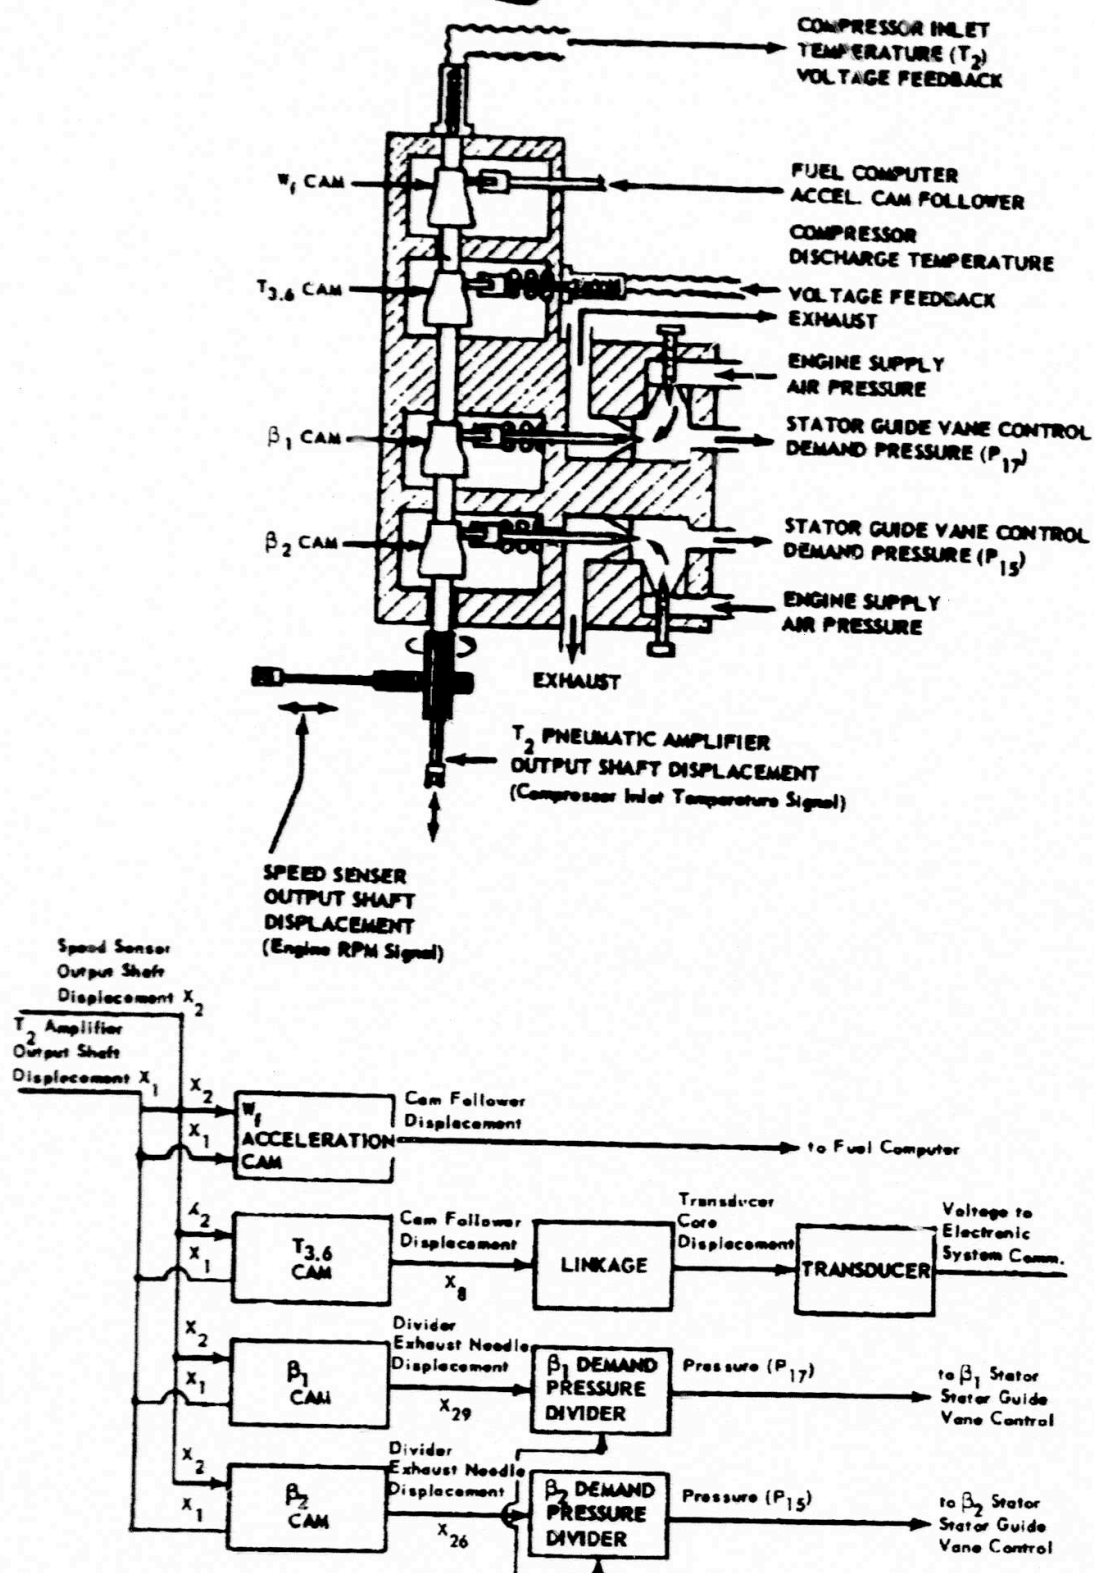 COMPRESSOR INLET
TEMPERATURE (T2)
VOLTAGE FEEDBACK
Wf CAM
FUEL COMPUTER
ACCEL. CAM FOLLOWER
COMPRESSOR
DISCHARGE TEMPERATURE
T3.6 CAM
VOLTAGE FEEDBACK
EXHAUST
ENGINE SUPPLY
AIR PRESSURE
β1 CAM
STATOR GUIDE VANE CONTROL
DEMAND PRESSURE (P17)
β2 CAM
STATOR GUIDE VANE CONTROL
DEMAND PRESSURE (P15)
ENGINE SUPPLY
AIR PRESSURE
EXHAUST
T2 PNEUMATIC AMPLIFIER
OUTPUT SHAFT DISPLACEMENT
(Compressor Inlet Temperature Signal)
SPEED SENSER
OUTPUT SHAFT
DISPLACEMENT
(Engine RPM Signal)
Speed Sensor
Output Shaft
Displacement X2
T2 Amplifier
Output Shaft
Displacement X1
X2
X1
Wf
ACCELERATION
CAM
Cam Follower
Displacement
to Fuel Computer
X2
X1
T3.6
CAM
Cam Follower
Displacement
X8
LINKAGE
Transducer
Core
Displacement
TRANSDUCER
Voltage to
Electronic
System Comm.
X2
X1
β1
CAM
Divider
Exhaust Needle
Displacement
X29
β1 DEMAND
PRESSURE
DIVIDER
Pressure (P17)
to β1 Stator
Stator Guide
Vane Control
X2
X1
β2
CAM
Divider
Exhaust Needle
Displacement
X26
β2 DEMAND
PRESSURE
DIVIDER
Pressure (P15)
to β2 Stator
Stator Guide
Vane Control